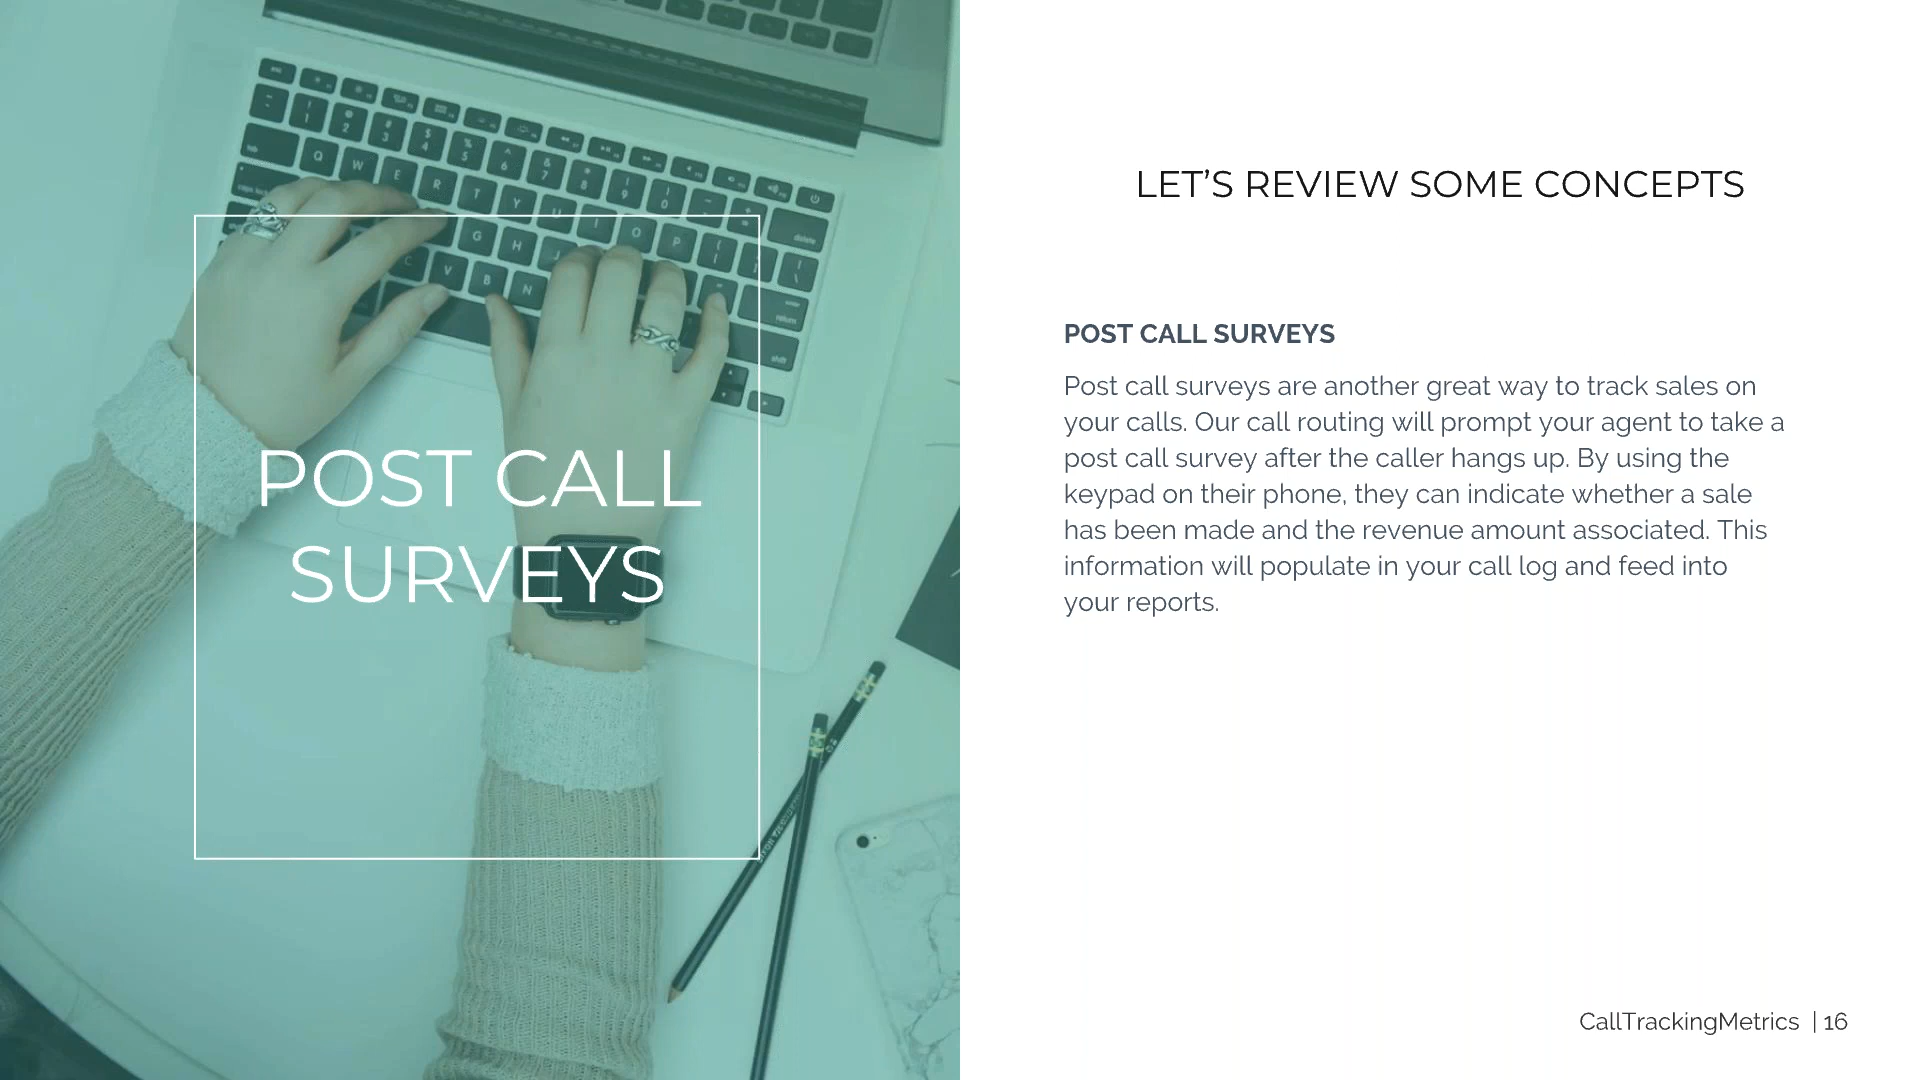 POST CALL
SURVEYS
LET’S REVIEW SOME CONCEPTS
POST CALL SURVEYS
Post call surveys are another great way to track sales on
your calls. Our call routing will prompt your agent to take a
post call survey after the caller hangs up. By using the
keypad on their phone, they can indicate whether a sale
has been made and the revenue amount associated. This
information will populate in your call log and feed into
your reports.
CallTrackingMetrics | 16